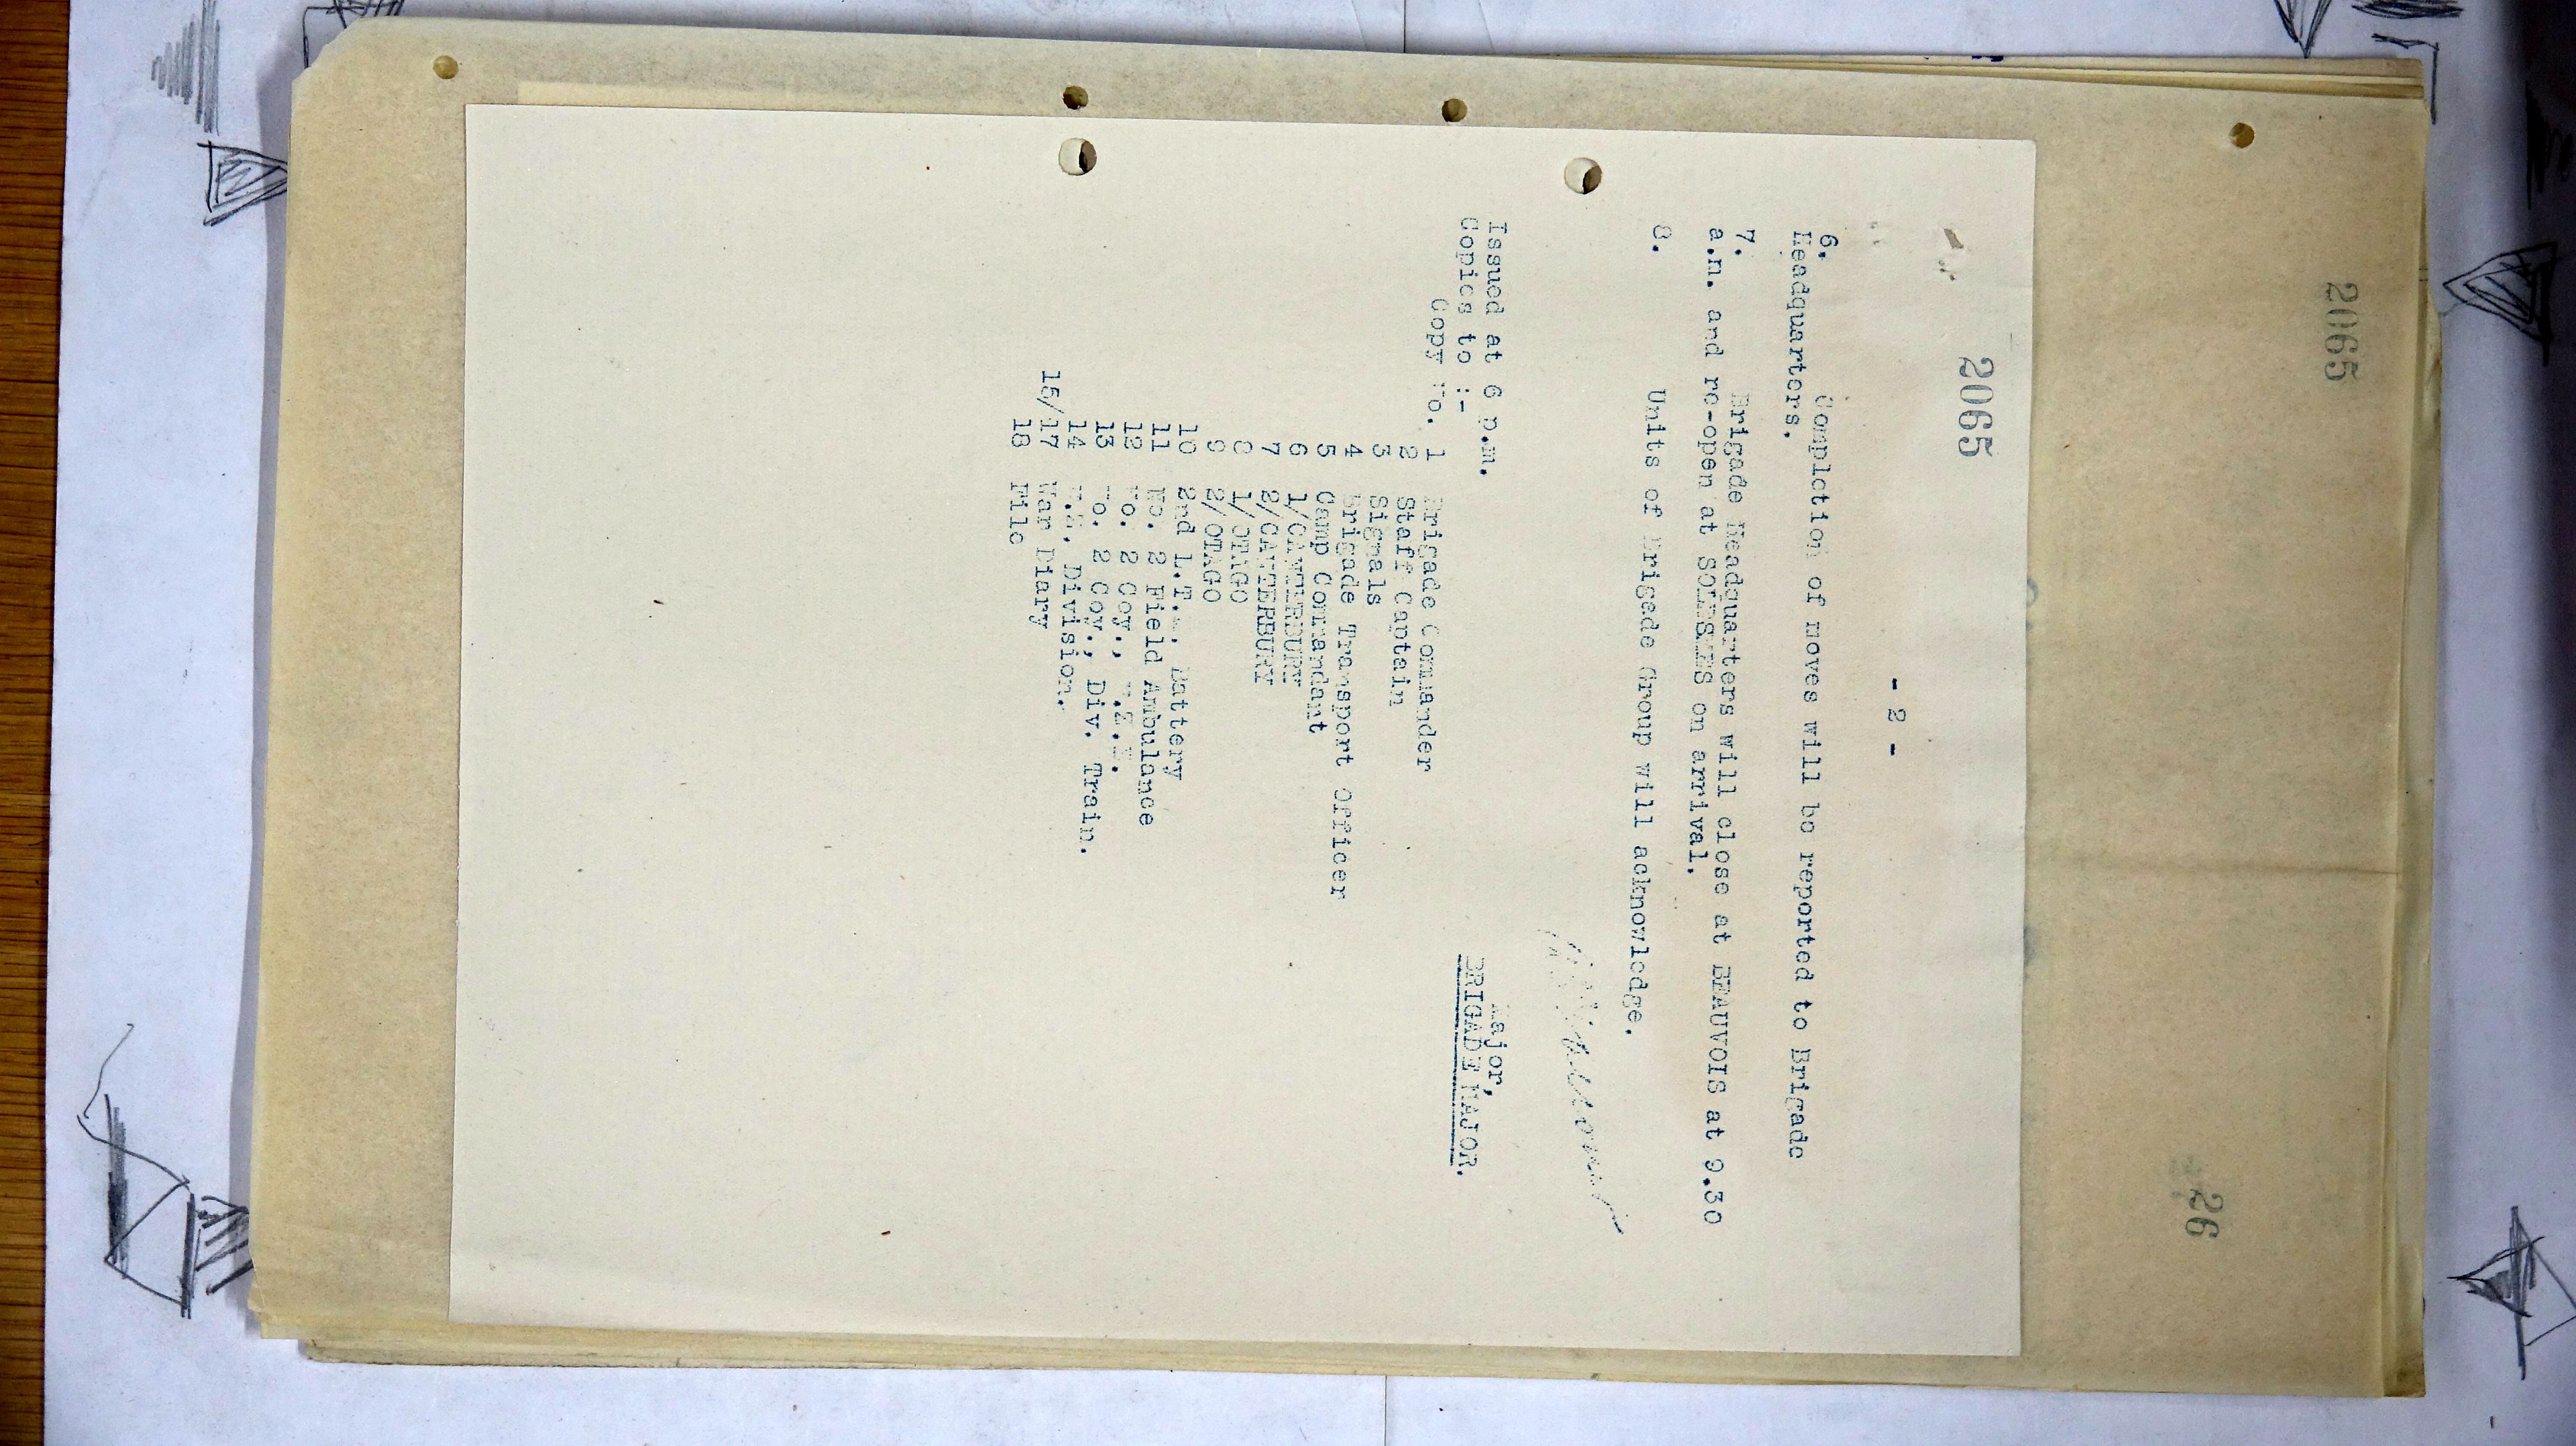 2065
2065
- 2 -
6. Completion of moves will be reported to Brigade
Headquarters.
7. Brigade Headquarters will close at BEAUVOIS at 9.30
a.m. and re-open at SOLESMES on arrival.
8. Units of Brigade Group will acknowledge.
Major,
BRIGADE MAJOR.
Issued at 6 p.m.
Copies to :-
Copy No. 1 Brigade Commander
2 Staff Captain
3 Signals
4 Brigade Transport Officer
5 Camp Commandant
6 1/CANTERBURY
7 2/CANTERBURY
8 1/OTAGO
9 2/OTAGO
10 2nd L.T. Battery
11 No. 2 Field Ambulance
12 No. 2 Coy.,
13 No. 2 Coy., Div. Train.
14 Division.
15/17 War Diary
18 File
26